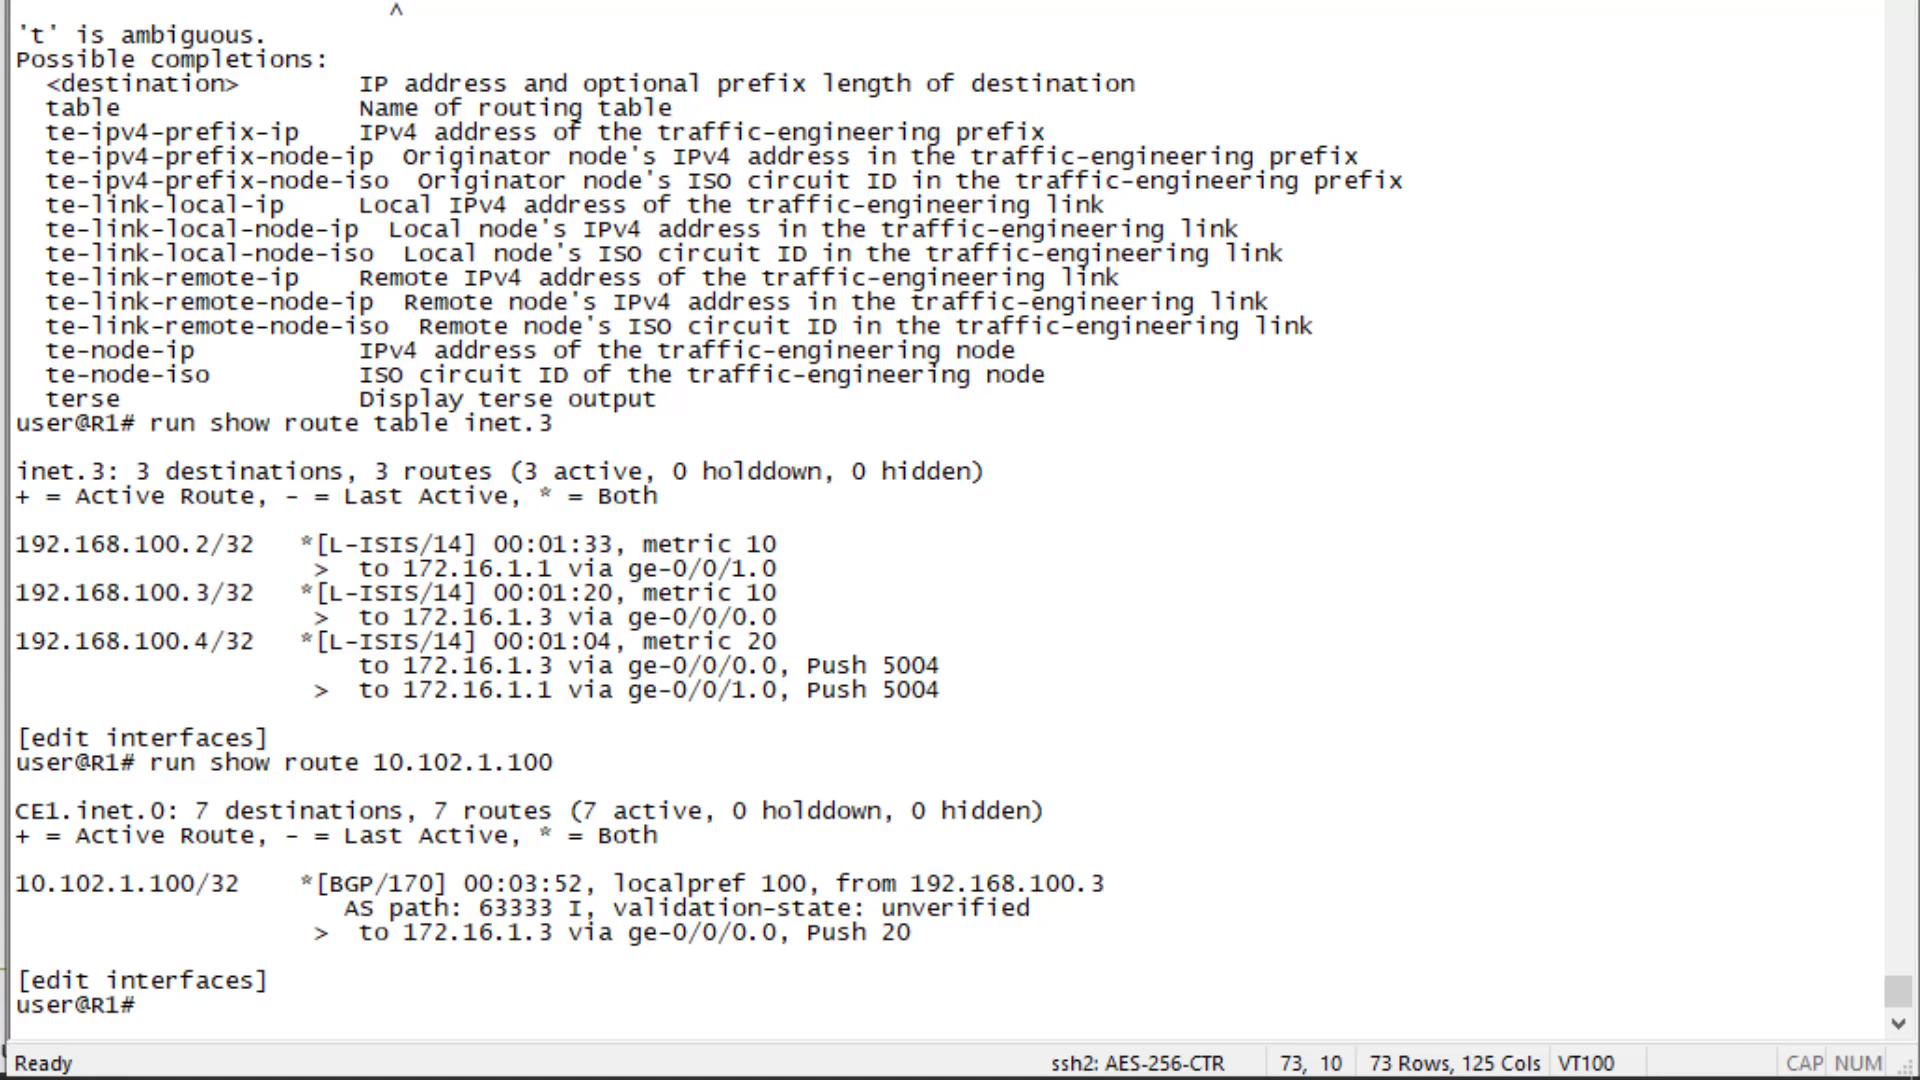 ^
't' is ambiguous.
Possible completions:
  <destination>        IP address and optional prefix length of destination
  table                Name of routing table
  te-ipv4-prefix-ip    IPv4 address of the traffic-engineering prefix
  te-ipv4-prefix-node-ip  Originator node's IPv4 address in the traffic-engineering prefix
  te-ipv4-prefix-node-iso  Originator node's ISO circuit ID in the traffic-engineering prefix
  te-link-local-ip     Local IPv4 address of the traffic-engineering link
  te-link-local-node-ip  Local node's IPv4 address in the traffic-engineering link
  te-link-local-node-iso  Local node's ISO circuit ID in the traffic-engineering link
  te-link-remote-ip    Remote IPv4 address of the traffic-engineering link
  te-link-remote-node-ip  Remote node's IPv4 address in the traffic-engineering link
  te-link-remote-node-iso  Remote node's ISO circuit ID in the traffic-engineering link
  te-node-ip           IPv4 address of the traffic-engineering node
  te-node-iso          ISO circuit ID of the traffic-engineering node
  terse                Display terse output
user@R1# run show route table inet.3
inet.3: 3 destinations, 3 routes (3 active, 0 holddown, 0 hidden)
+ = Active Route, - = Last Active, * = Both
192.168.100.2/32   *[L-ISIS/14] 00:01:33, metric 10
                    >  to 172.16.1.1 via ge-0/0/1.0
192.168.100.3/32   *[L-ISIS/14] 00:01:20, metric 10
                    >  to 172.16.1.3 via ge-0/0/0.0
192.168.100.4/32   *[L-ISIS/14] 00:01:04, metric 20
                       to 172.16.1.3 via ge-0/0/0.0, Push 5004
                    >  to 172.16.1.1 via ge-0/0/1.0, Push 5004
[edit interfaces]
user@R1# run show route 10.102.1.100
CE1.inet.0: 7 destinations, 7 routes (7 active, 0 holddown, 0 hidden)
+ = Active Route, - = Last Active, * = Both
10.102.1.100/32    *[BGP/170] 00:03:52, localpref 100, from 192.168.100.3
                      AS path: 63333 I, validation-state: unverified
                    >  to 172.16.1.3 via ge-0/0/0.0, Push 20
[edit interfaces]
user@R1#
Ready ssh2: AES-256-CTR 73, 10 73 Rows, 125 Cols VT100 CAP NUM